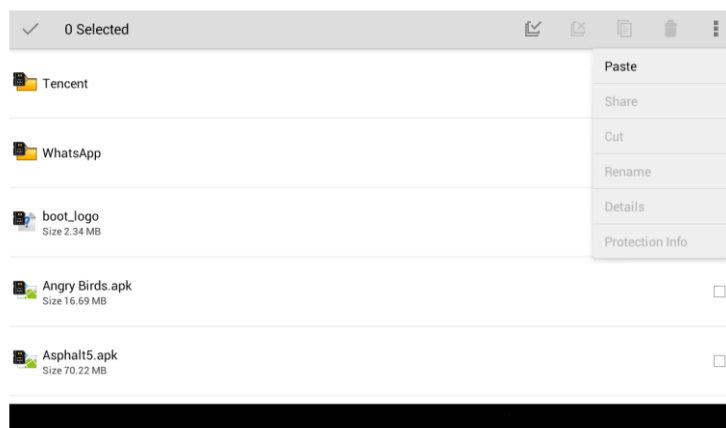 0 Selected
Paste
Share
Cut
Rename
Details
Protection Info
Tencent
WhatsApp
boot_logo
Size 2.34 MB
Angry Birds.apk
Size 16.69 MB
Asphalt5.apk
Size 70.22 MB